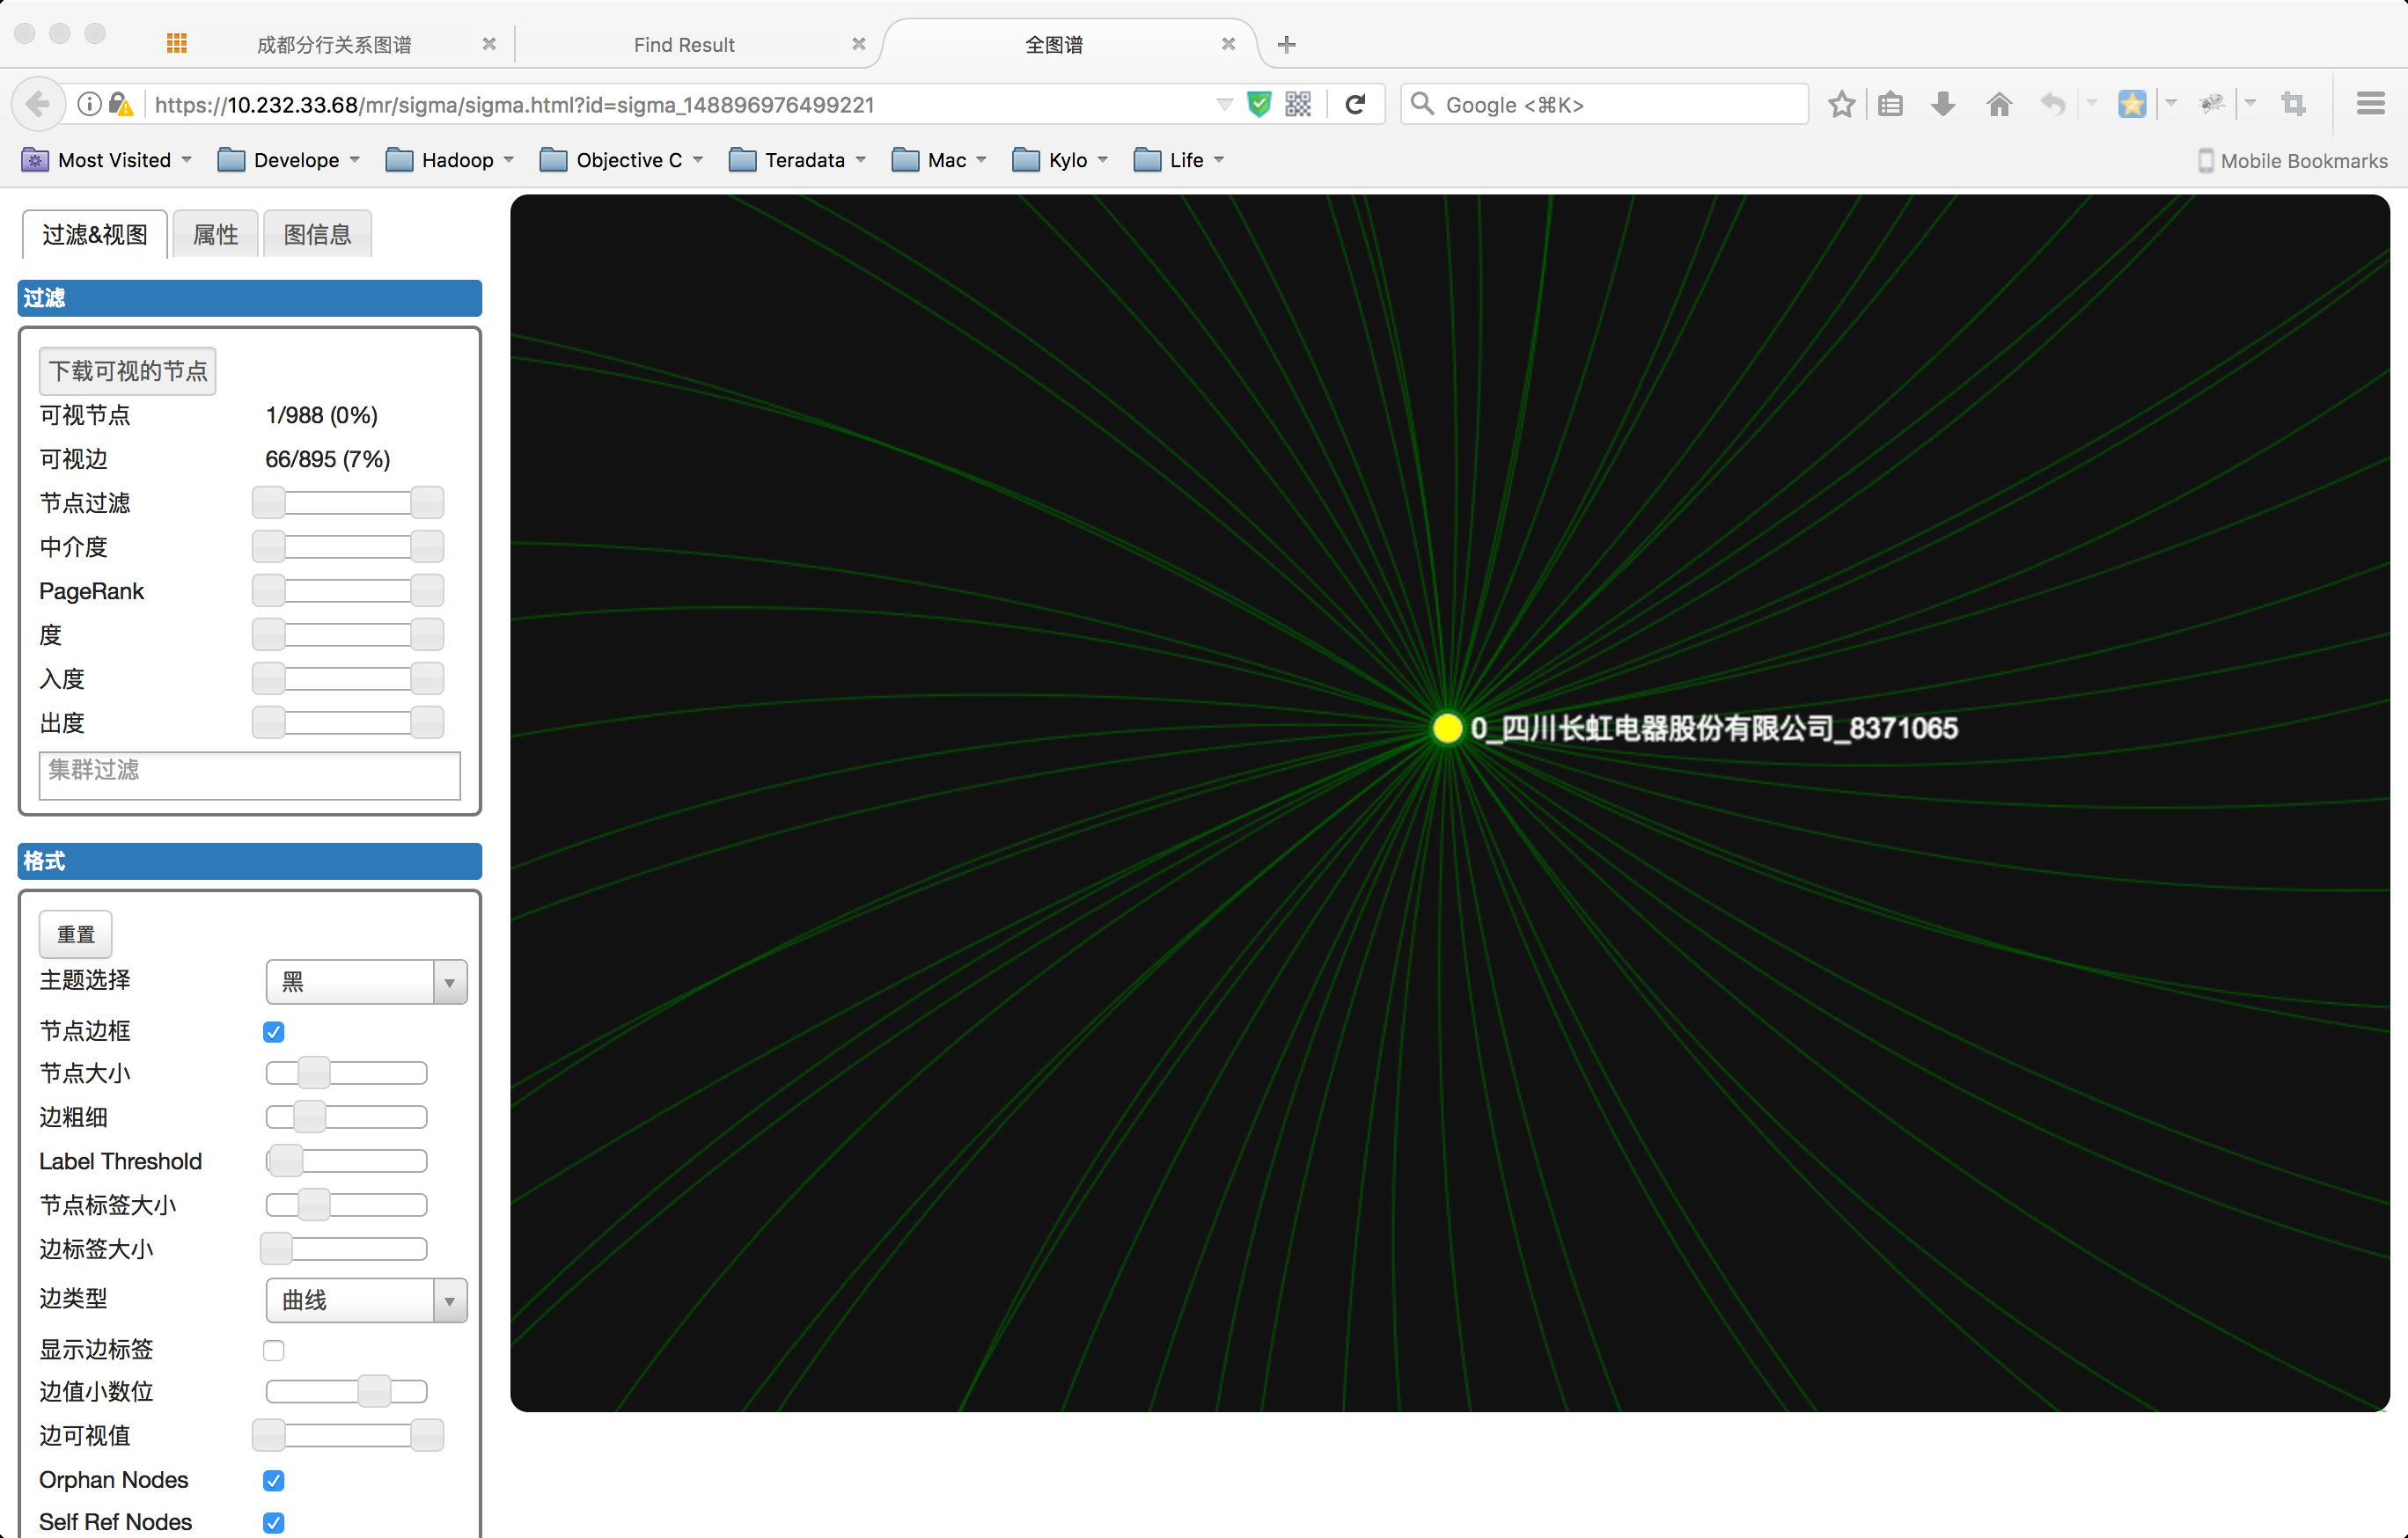 成都分行关系图谱
Find Result
全图谱
https://10.232.33.68/mr/sigma/sigma.html?id=sigma_148896976499221
Google <⌘K>
Most Visited
Develope
Hadoop
Objective C
Teradata
Mac
Kylo
Life
Mobile Bookmarks
过滤&视图
属性
图信息
过滤
下载可视的节点
可视节点 1/988 (0%)
可视边 66/895 (7%)
节点过滤
中介度
PageRank
度
入度
出度
集群过滤
格式
重置
主题选择 黑
节点边框
节点大小
边粗细
Label Threshold
节点标签大小
边标签大小
边类型 曲线
显示边标签
边值小数位
边可视值
Orphan Nodes
Self Ref Nodes
0_四川长虹电器股份有限公司_8371065